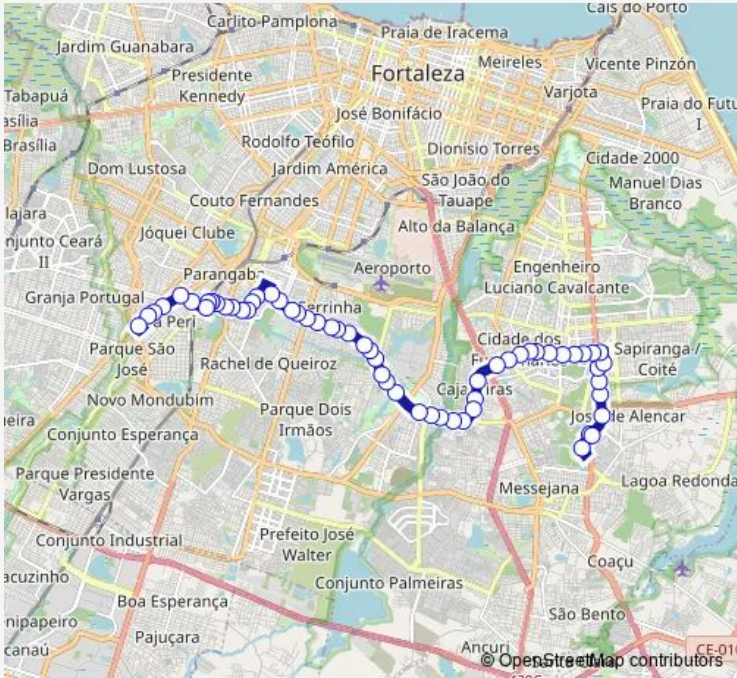 Cais do Porto
Carlito-Pamplona
Praia de Iracema
Jardim Guanabara
Meireles
Vicente Pinzón
Presidente
Kennedy
Fortaleza
Varjota
Tabapuá
José Bonifácio
Praia do Futu
I
asília
Brasília
Rodolfo Teófilo
Dionísio Torres
Cidade 2000
Dom Lustosa
Jardim América
São João do
Tauape
Manuel Dias
Branco
Couto Fernandes
Jóquei Clube
Alto da Balança
njunto Ceará
II
Parangaba
Aeroporto
Engenheiro
Luciano Cavalcante
Granja Portugal
Serrinha
a Peri
Parque São
José
Rachel de Queiroz
Cidade dos
Sapiranga /
Coité
Novo Mondubim
Parque Dois
Irmãos
José de Alencar
Conjunto Esperança
Parque Presidente
Vargas
Messejana
Lagoa Redonda
Conjunto Industrial
Prefeito José
Walter
Coaçu
Conjunto Palmeiras
Boa Esperança
São Bento
Pajuçara
Ancuri
CE-010
© OpenStreetMap contributors